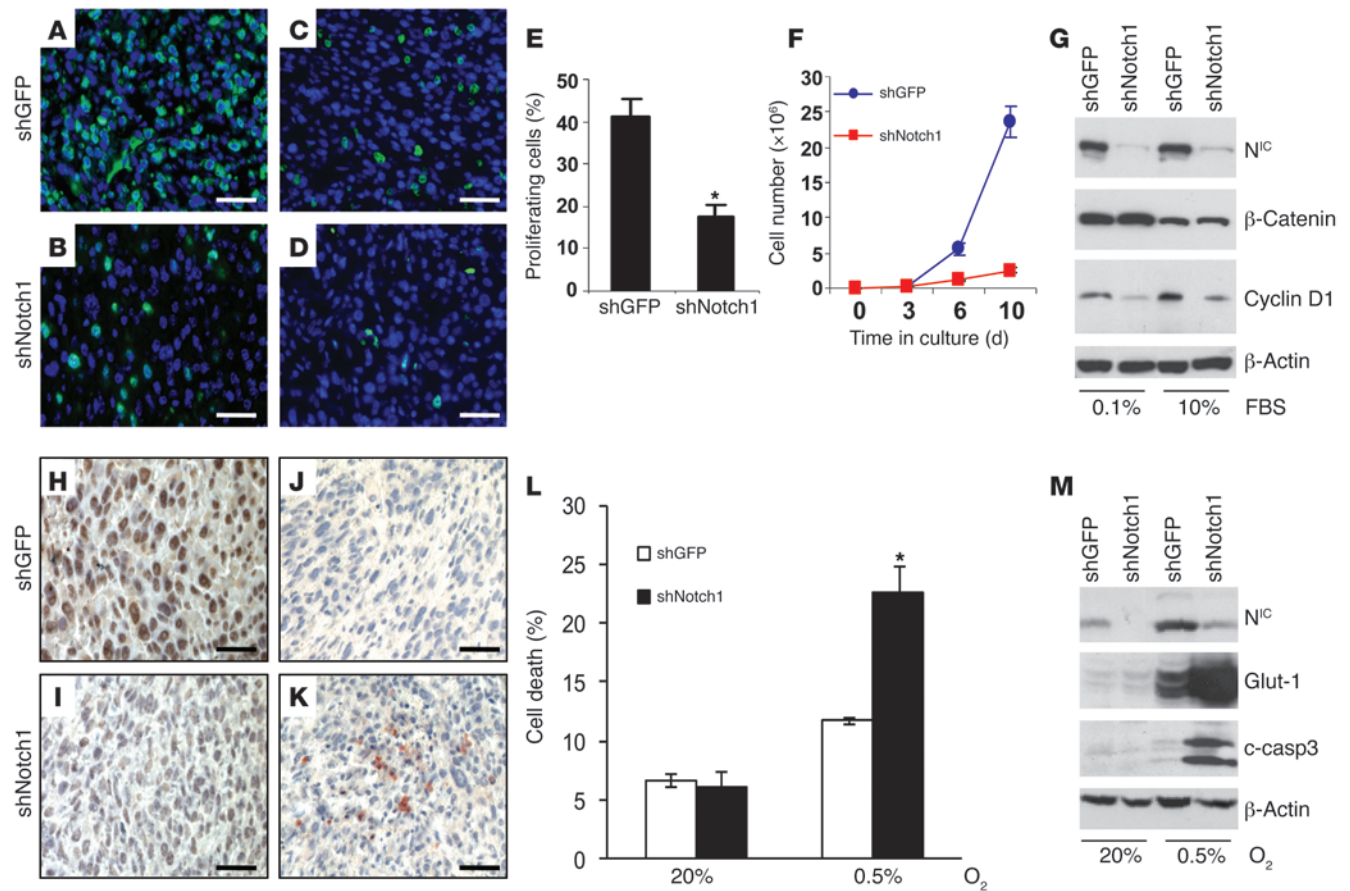 A
C
shGFP
B
D
shNotch1
E
Proliferating cells (%)
50
40
30
20
10
0
*
shGFP
shNotch1
F
Cell number (×10⁶)
30
25
20
15
10
5
0
shGFP
shNotch1
0
3
6
10
Time in culture (d)
G
shGFP
shNotch1
shGFP
shNotch1
Nᴵᶜ
β-Catenin
Cyclin D1
β-Actin
0.1%
10%
FBS
H
J
shGFP
I
K
shNotch1
L
Cell death (%)
30
25
20
15
10
5
0
shGFP
shNotch1
*
20%
0.5%
O₂
M
shGFP
shNotch1
shGFP
shNotch1
Nᴵᶜ
Glut-1
c-casp3
β-Actin
20%
0.5%
O₂